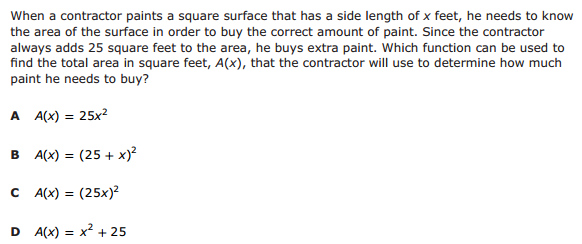 When a contractor paints a square surface that has a side length of x feet, he needs to know
the area of the surface in order to buy the correct amount of paint. Since the contractor
always adds 25 square feet to the area, he buys extra paint. Which function can be used to
find the total area in square feet, A(x), that the contractor will use to determine how much
paint he needs to buy?
A A(x) = 25x²
B A(x) = (25 + x)²
C A(x) = (25x)²
D A(x) = x² + 25